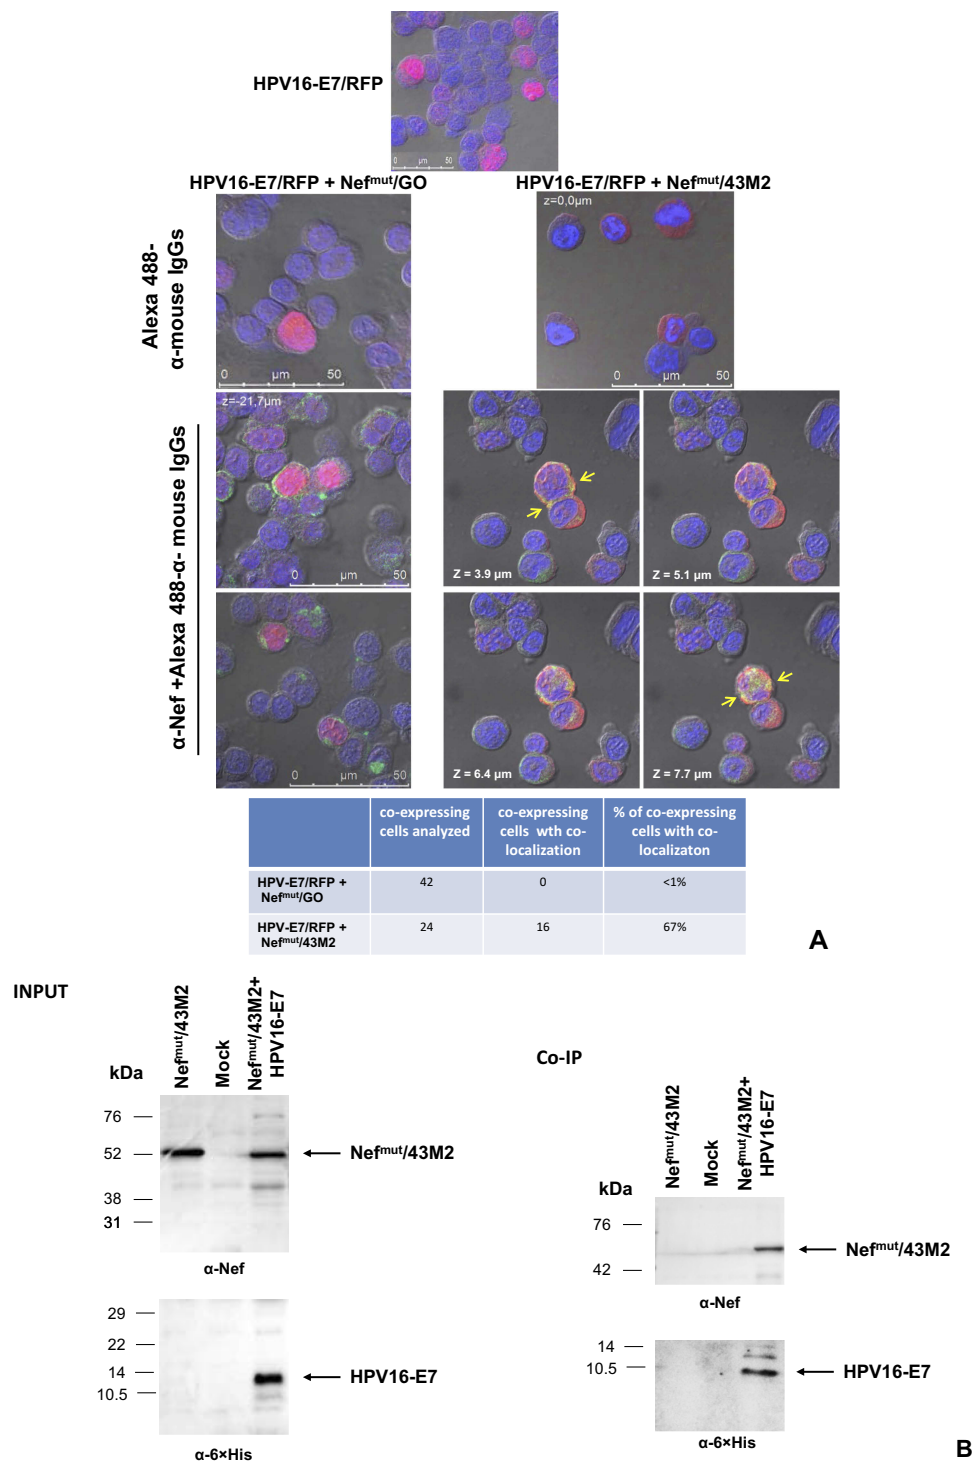 HPV16-E7/RFP
0 µm 50
HPV16-E7/RFP + Nefmut/GO
HPV16-E7/RFP + Nefmut/43M2
Alexa 488-
α-mouse IgGs
0 µm 50
z=0,0µm
0 µm 50
α-Nef +Alexa 488-α- mouse IgGs
z=-21,7µm
0 µm 50
Z = 3.9 µm
Z = 5.1 µm
0 µm 50
Z = 6.4 µm
Z = 7.7 µm
co-expressing cells analyzed
co-expressing cells wth co-localization
% of co-expressing cells with co-localizaton
HPV-E7/RFP + Nefmut/GO 42 0 <1%
HPV-E7/RFP + Nefmut/43M2 24 16 67%
A
INPUT
kDa
Nefmut/43M2
Mock
Nefmut/43M2+
HPV16-E7
76
52
38
31
Nefmut/43M2
α-Nef
29
22
14
10.5
HPV16-E7
α-6×His
Co-IP
kDa
Nefmut/43M2
Mock
Nefmut/43M2+
HPV16-E7
76
42
Nefmut/43M2
α-Nef
14
10.5
HPV16-E7
α-6×His
B